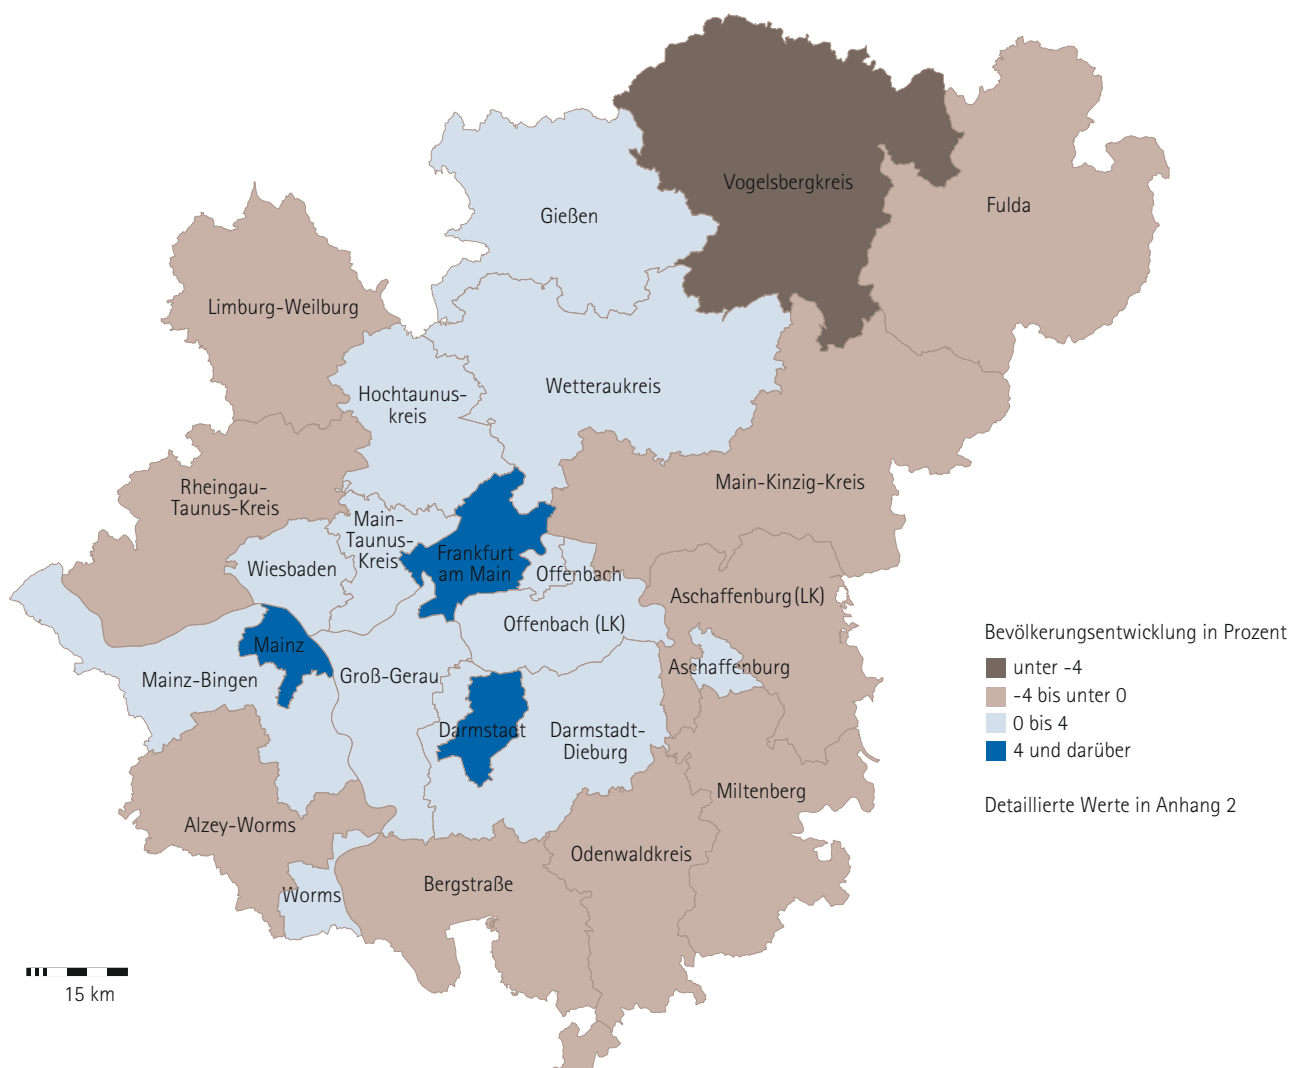 Vogelsbergkreis
Fulda
Gießen
Limburg-Weilburg
Wetteraukreis
Hochtaunus-
kreis
Main-Kinzig-Kreis
Rheingau-
Taunus-Kreis
Main-
Taunus-
Kreis
Frankfurt
am Main
Wiesbaden
Offenbach
Aschaffenburg (LK)
Offenbach (LK)
Mainz
Aschaffenburg
Mainz-Bingen
Groß-Gerau
Darmstadt
Darmstadt-
Dieburg
Miltenberg
Alzey-Worms
Odenwaldkreis
Bergstraße
Worms
Bevölkerungsentwicklung in Prozent
unter -4
-4 bis unter 0
0 bis 4
4 und darüber
Detaillierte Werte in Anhang 2
15 km